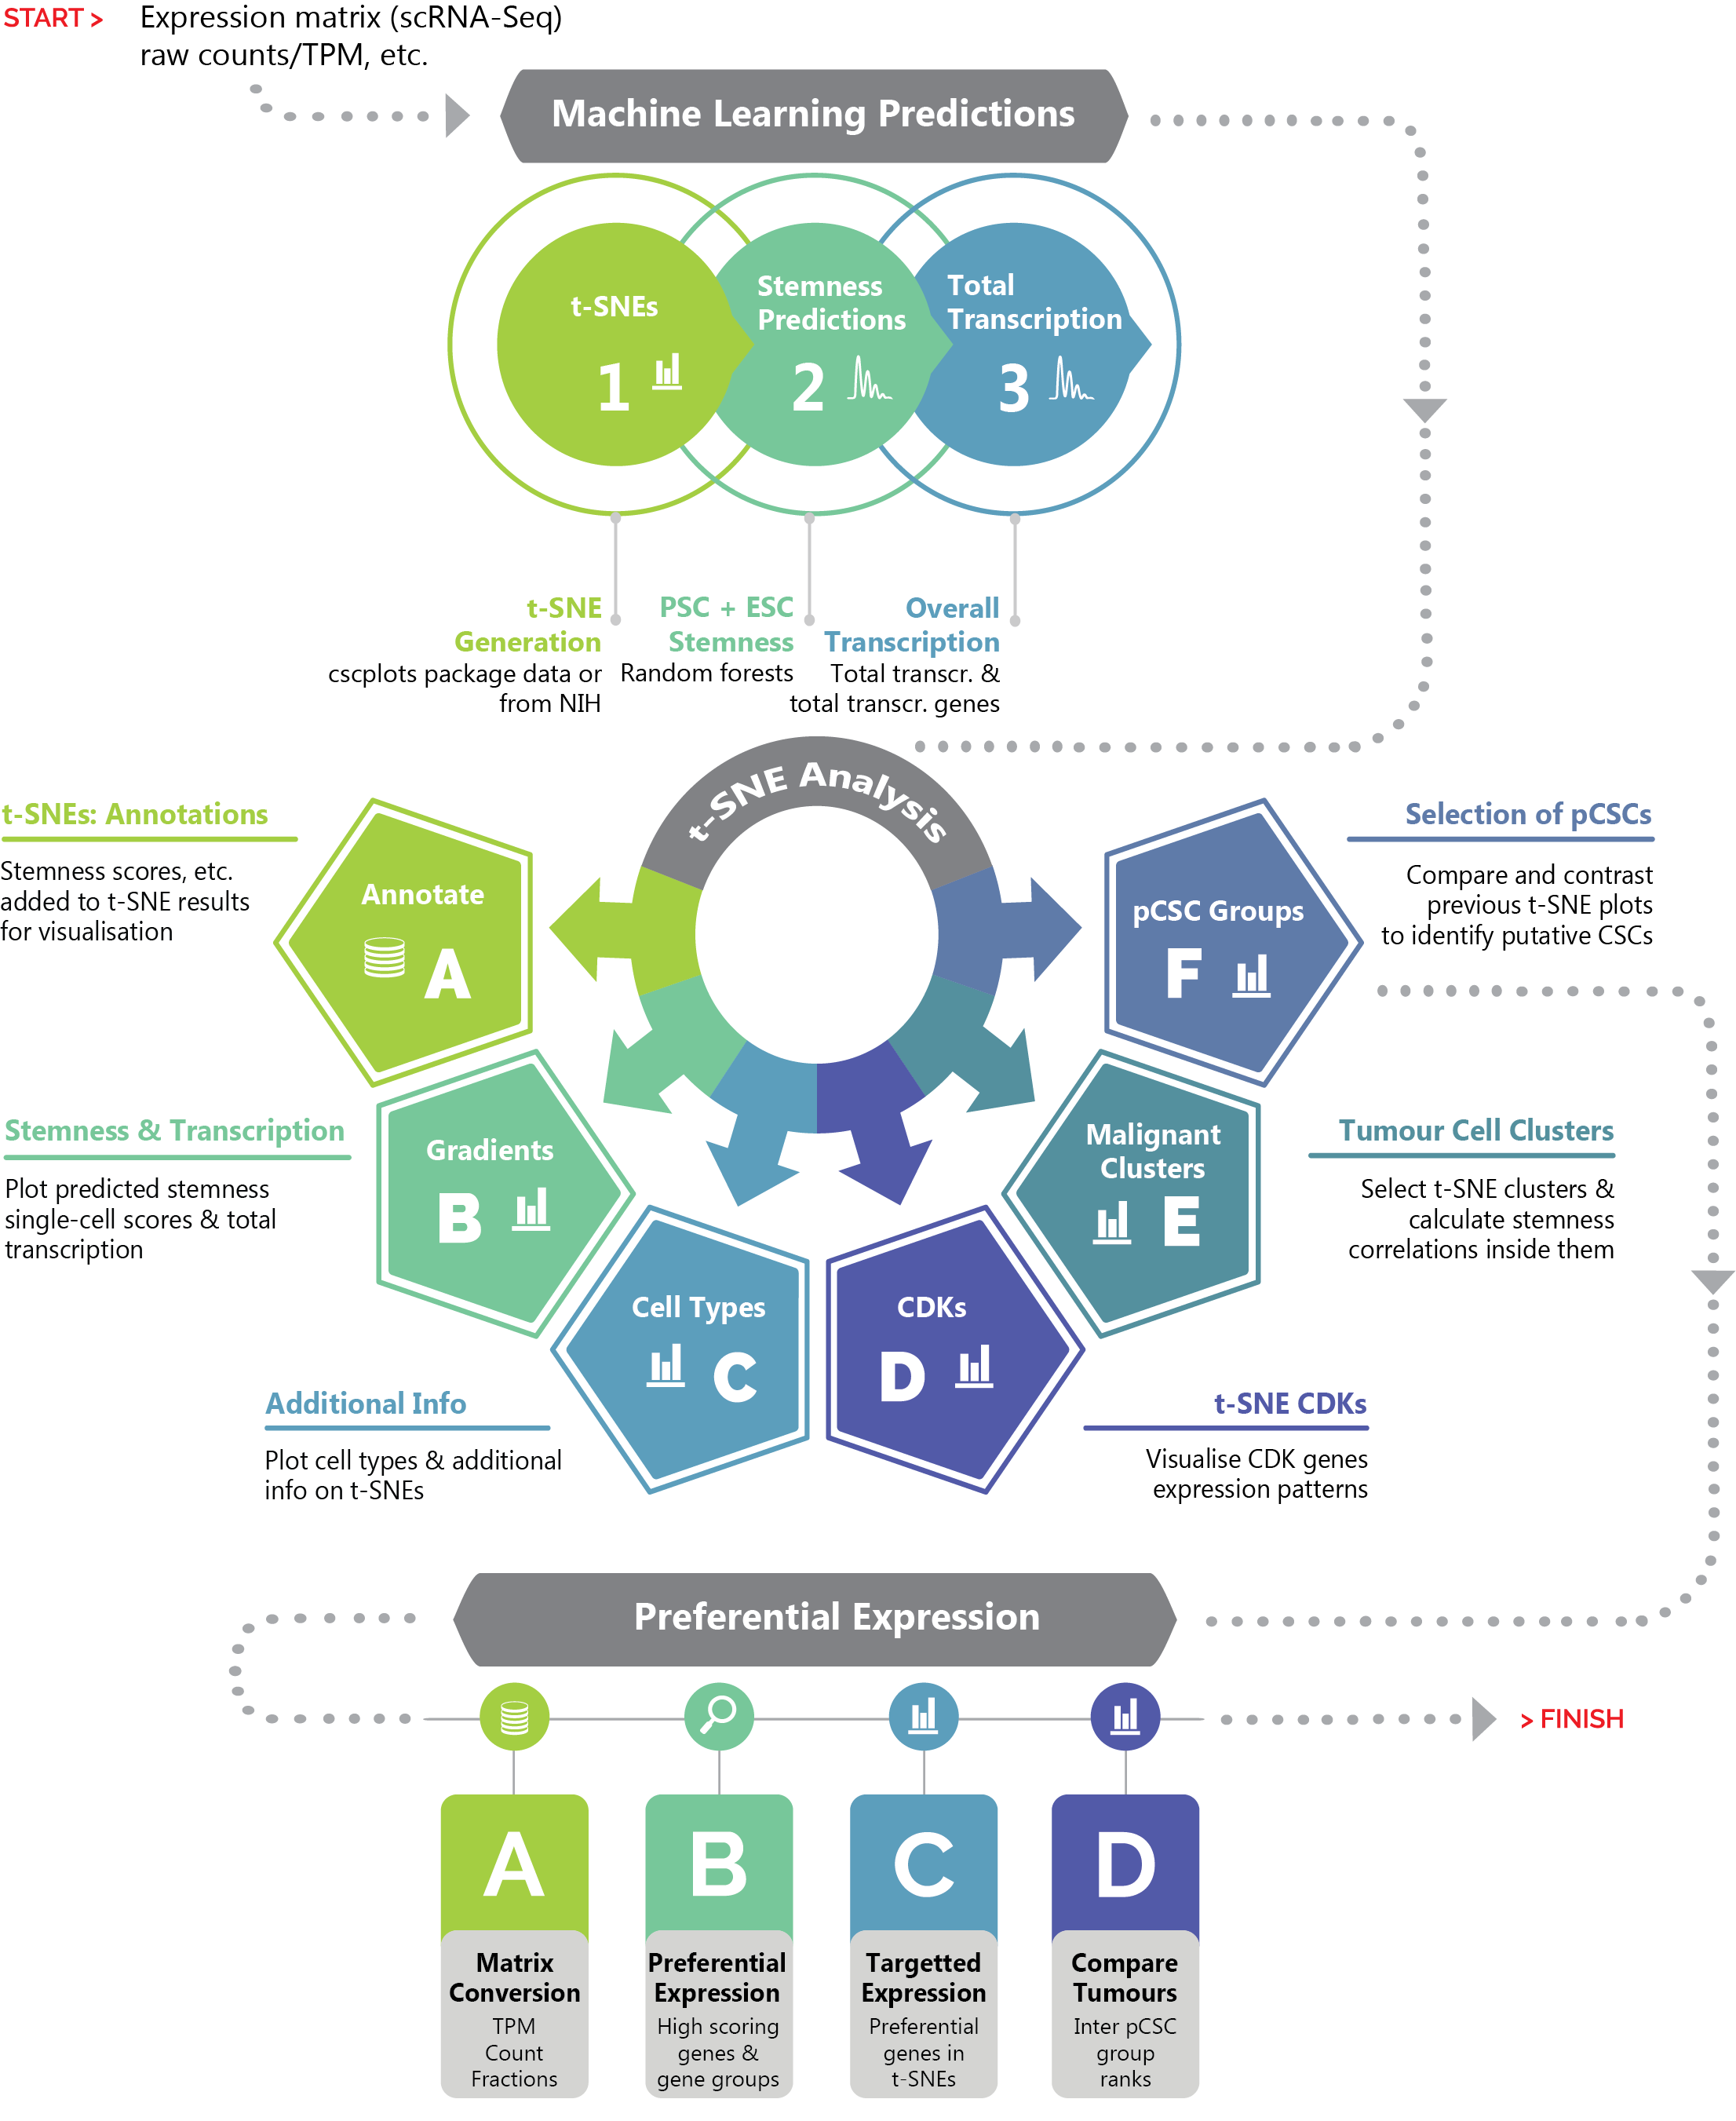 START >
Expression matrix (scRNA-Seq)
raw counts/TPM, etc.
Machine Learning Predictions
t-SNEs
1
Stemness
Predictions
2
Total
Transcription
3
t-SNE
Generation
cscplots package data or
from NIH
PSC + ESC
Stemness
Random forests
Overall
Transcription
Total transcr. &
total transcr. genes
t-SNE Analysis
t-SNEs: Annotations
Stemness scores, etc.
added to t-SNE results
for visualisation
Annotate
A
Stemness & Transcription
Plot predicted stemness
single-cell scores & total
transcription
Gradients
B
Additional Info
Plot cell types & additional
info on t-SNEs
Cell Types
C
CDKs
D
t-SNE CDKs
Visualise CDK genes
expression patterns
Malignant
Clusters
E
Tumour Cell Clusters
Select t-SNE clusters &
calculate stemness
correlations inside them
pCSC Groups
F
Selection of pCSCs
Compare and contrast
previous t-SNE plots
to identify putative CSCs
Preferential Expression
> FINISH
A
Matrix
Conversion
TPM
Count
Fractions
B
Preferential
Expression
High scoring
genes &
gene groups
C
Targetted
Expression
Preferential
genes in
t-SNEs
D
Compare
Tumours
Inter pCSC
group
ranks